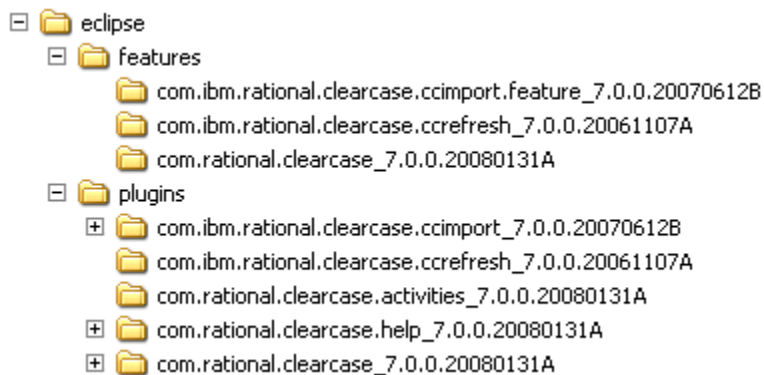 eclipse
features
com.ibm.rational.clearcase.ccimport.feature_7.0.0.20070612B
com.ibm.rational.clearcase.ccrefresh_7.0.0.20061107A
com.rational.clearcase_7.0.0.20080131A
plugins
com.ibm.rational.clearcase.ccimport_7.0.0.20070612B
com.ibm.rational.clearcase.ccrefresh_7.0.0.20061107A
com.rational.clearcase.activities_7.0.0.20080131A
com.rational.clearcase.help_7.0.0.20080131A
com.rational.clearcase_7.0.0.20080131A